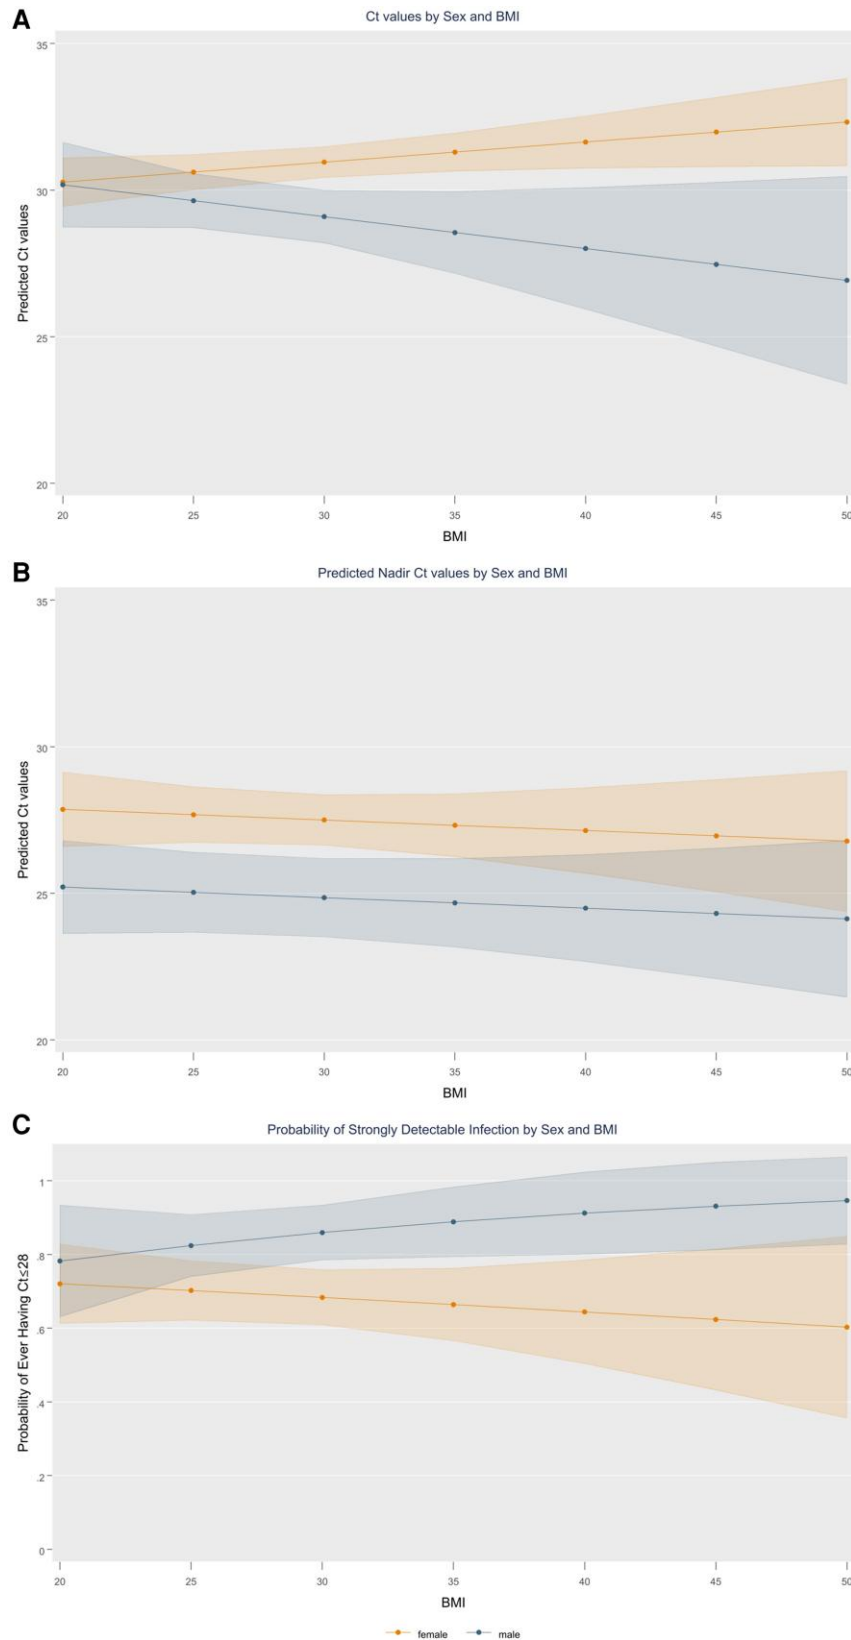 A
Ct values by Sex and BMI
35
30
25
20
Predicted Ct values
20 25 30 35 40 45 50
BMI
B
Predicted Nadir Ct values by Sex and BMI
35
30
25
20
Predicted Ct values
20 25 30 35 40 45 50
BMI
C
Probability of Strongly Detectable Infection by Sex and BMI
1
.8
.6
.4
.2
0
Probability of Ever Having Ct≤28
20 25 30 35 40 45 50
BMI
female male